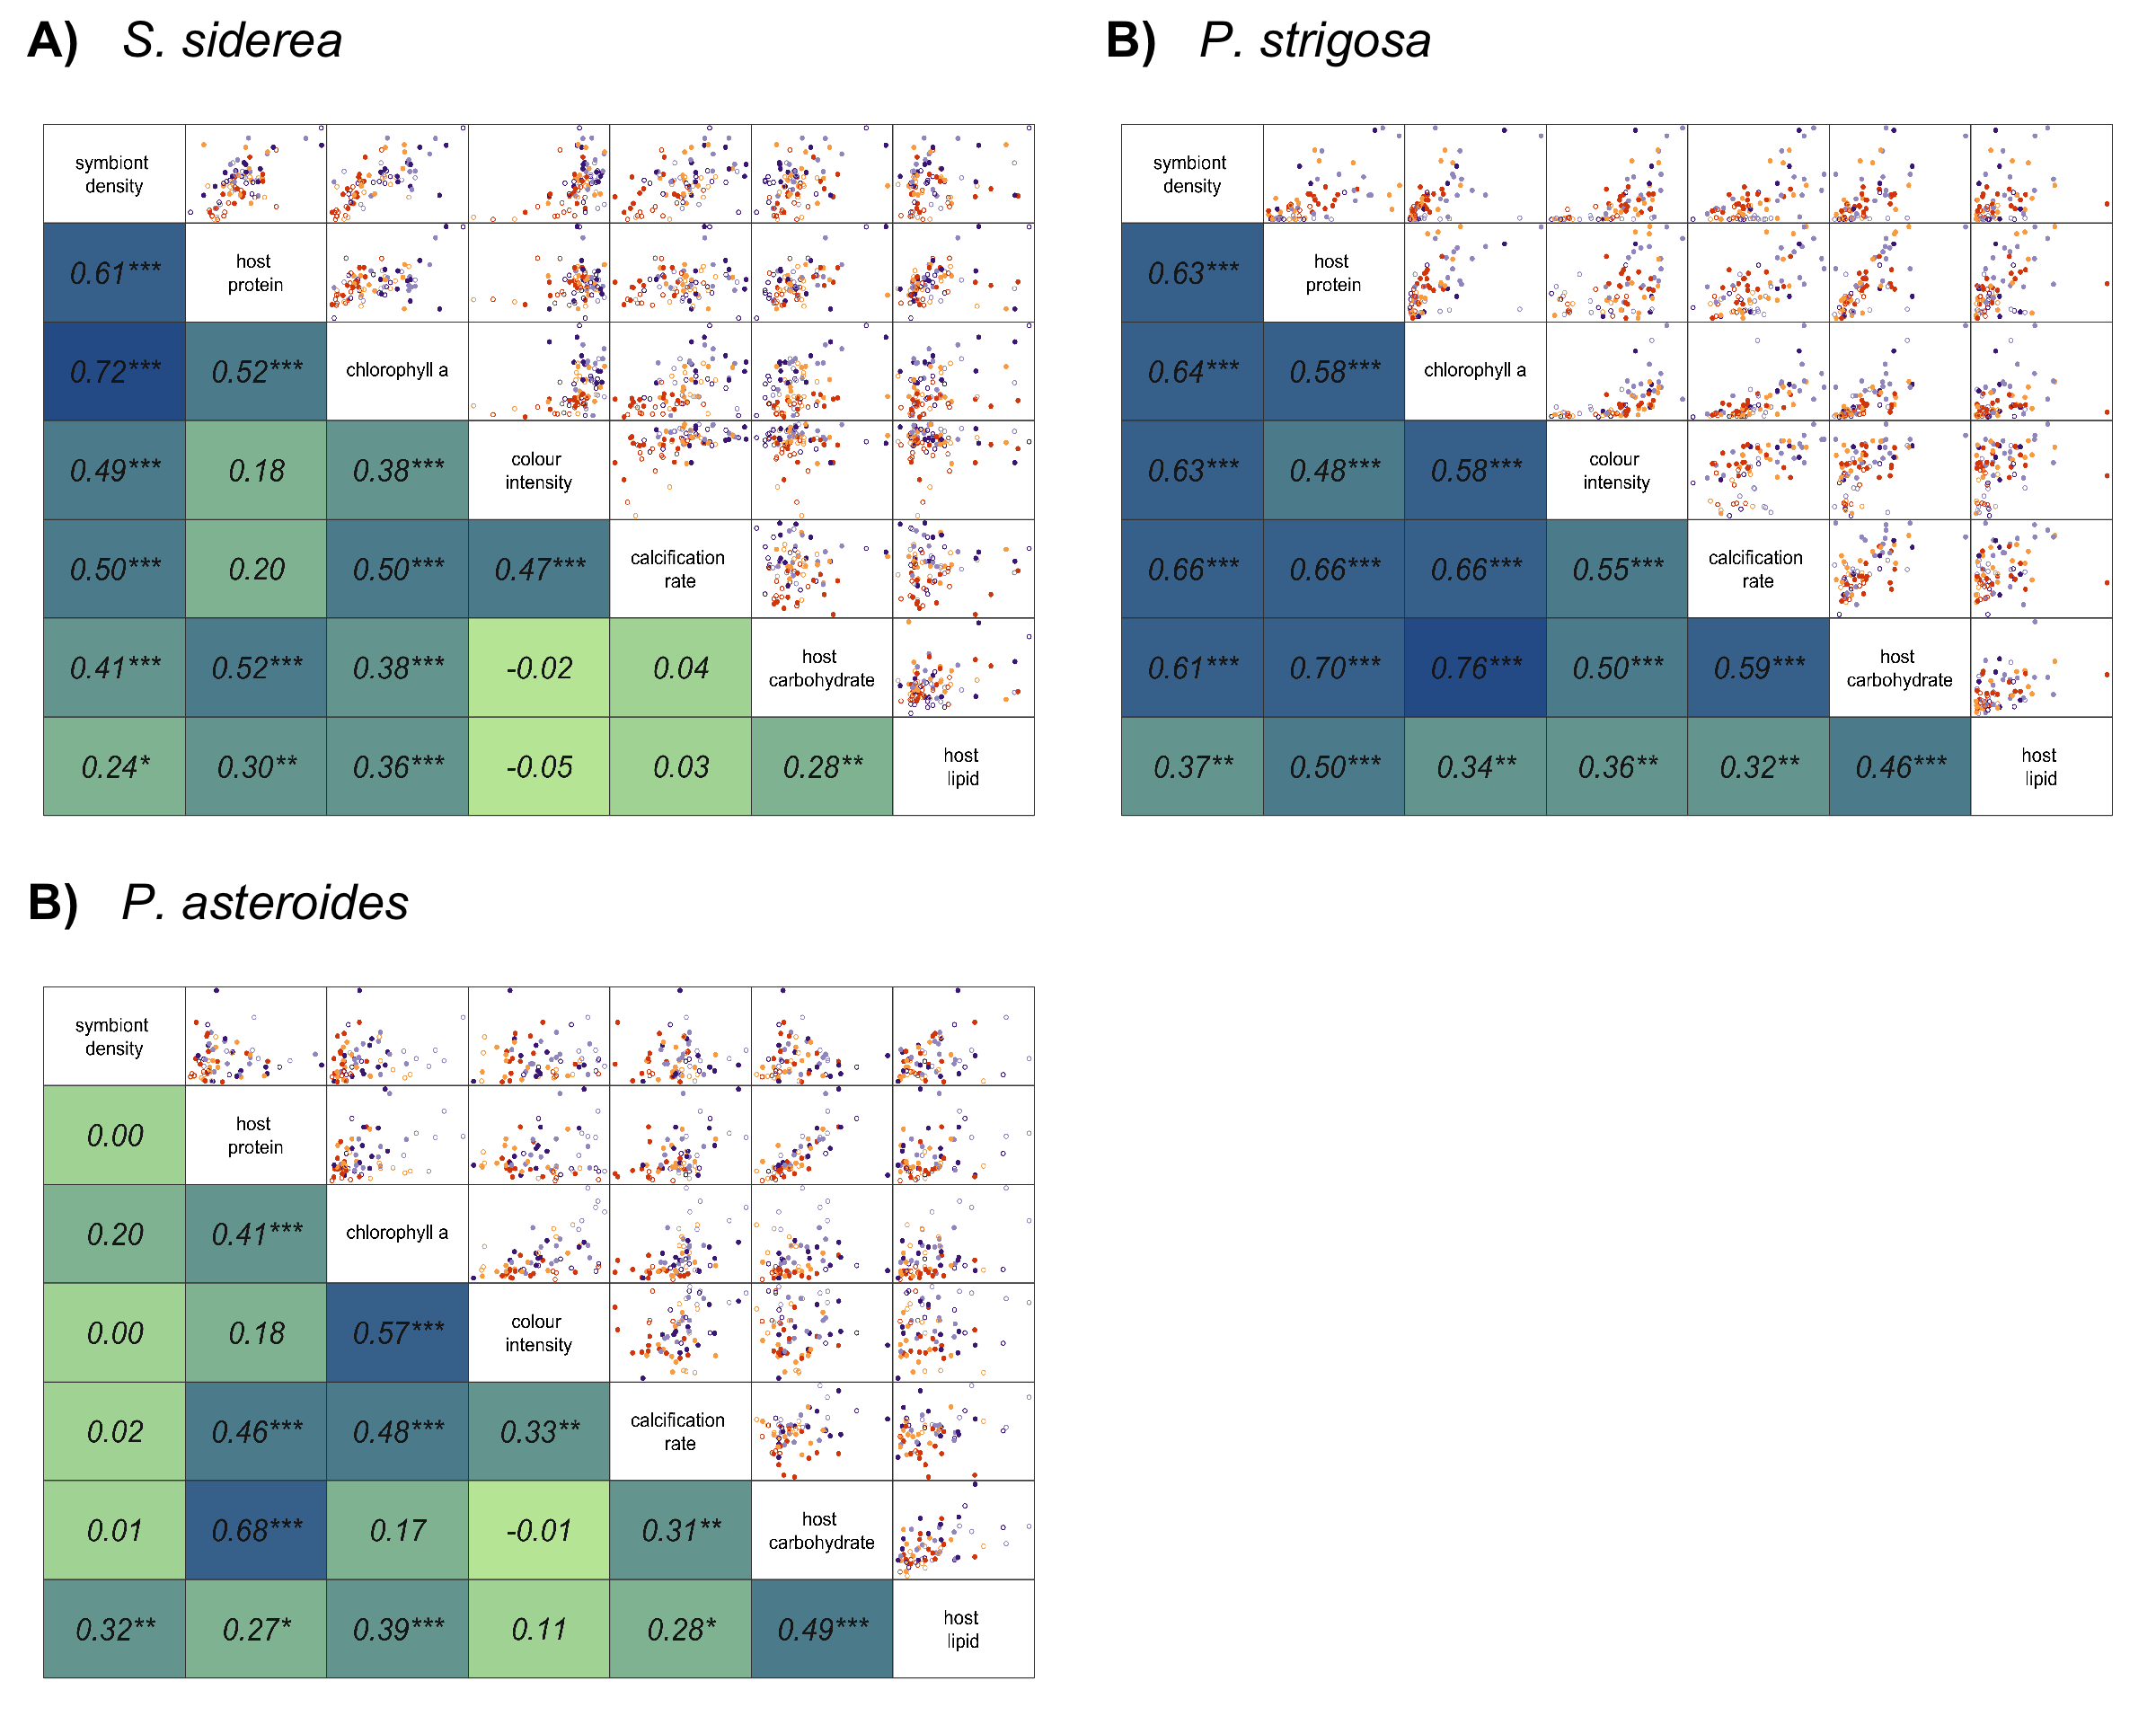 A) S. siderea
B) P. strigosa
symbiont
density
0.61***
host
protein
0.72***
0.52***
chlorophyll a
0.49***
0.18
0.38***
colour
intensity
0.50***
0.20
0.50***
0.47***
calcification
rate
0.41***
0.52***
0.38***
-0.02
0.04
host
carbohydrate
0.24*
0.30**
0.36***
-0.05
0.03
0.28**
host
lipid
symbiont
density
0.63***
host
protein
0.64***
0.58***
chlorophyll a
0.63***
0.48***
0.58***
colour
intensity
0.66***
0.66***
0.66***
0.55***
calcification
rate
0.61***
0.70***
0.76***
0.50***
0.59***
host
carbohydrate
0.37**
0.50***
0.34**
0.36**
0.32**
0.46***
host
lipid
B) P. asteroides
symbiont
density
0.00
host
protein
0.20
0.41***
chlorophyll a
0.00
0.18
0.57***
colour
intensity
0.02
0.46***
0.48***
0.33**
calcification
rate
0.01
0.68***
0.17
-0.01
0.31**
host
carbohydrate
0.32**
0.27*
0.39***
0.11
0.28*
0.49***
host
lipid